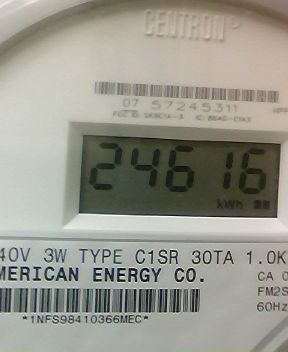 CENTRON
07 57245311
24616
kWh
40V 3W TYPE C1SR 30TA 1.0K
MERICAN ENERGY CO.
CA 0
FM2S
60Hz
*1NFS98410366MEC*